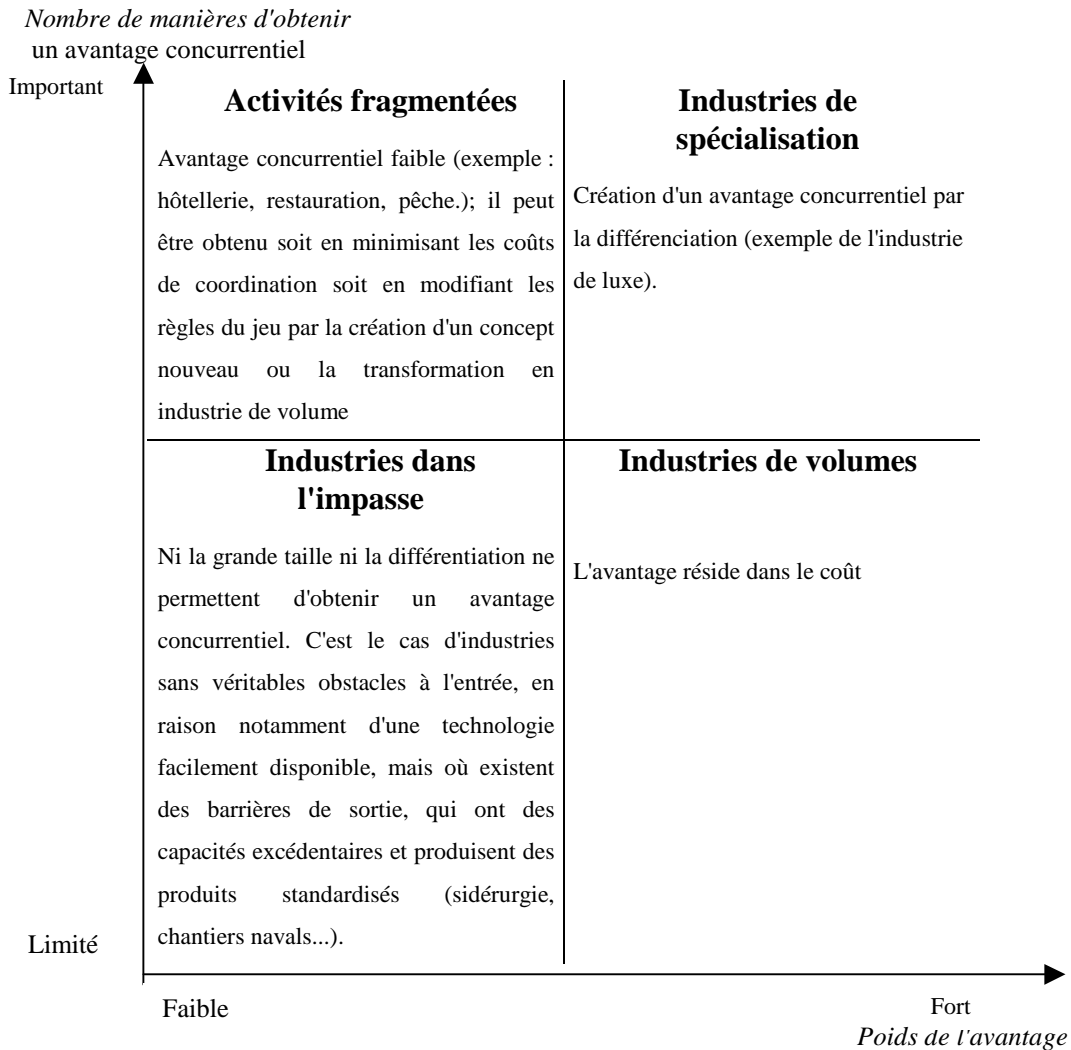 Nombre de manières d'obtenir
un avantage concurrentiel
Important
Activités fragmentées
Avantage concurrentiel faible (exemple :
hôtellerie, restauration, pêche.); il peut
être obtenu soit en minimisant les coûts
de coordination soit en modifiant les
règles du jeu par la création d'un concept
nouveau ou la transformation en
industrie de volume
Industries de
spécialisation
Création d'un avantage concurrentiel par
la différenciation (exemple de l'industrie
de luxe).
Industries dans
l'impasse
Ni la grande taille ni la différentiation ne
permettent d'obtenir un avantage
concurrentiel. C'est le cas d'industries
sans véritables obstacles à l'entrée, en
raison notamment d'une technologie
facilement disponible, mais où existent
des barrières de sortie, qui ont des
capacités excédentaires et produisent des
produits standardisés (sidérurgie,
chantiers navals...).
Industries de volumes
L'avantage réside dans le coût
Limité
Faible
Fort
Poids de l'avantage